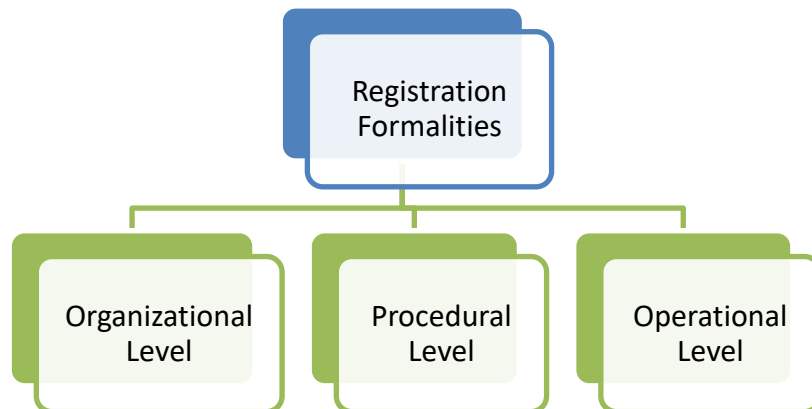 Registration
Formalities
Organizational
Level
Procedural
Level
Operational
Level